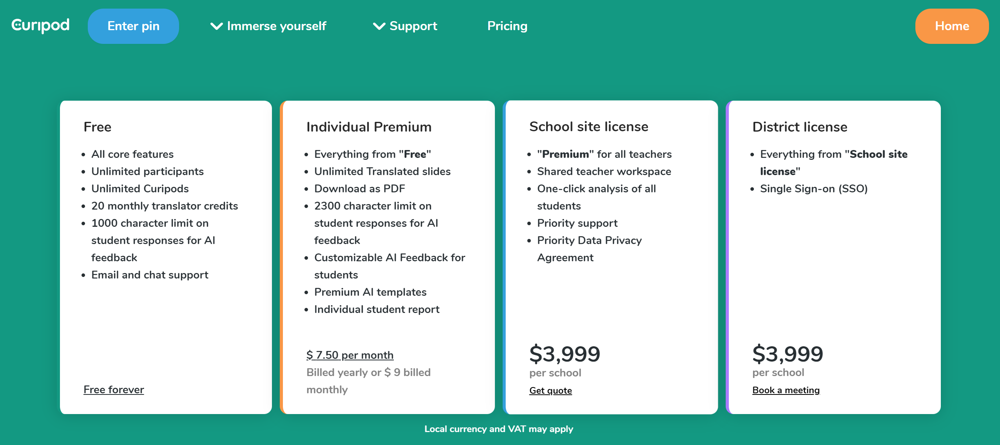 Curipod
Enter pin
Immerse yourself
Support
Pricing
Home
Free
All core features
Unlimited participants
Unlimited Curipods
20 monthly translator credits
1000 character limit on
student responses for AI
feedback
Email and chat support
Free forever
Individual Premium
Everything from "Free"
Unlimited Translated slides
Download as PDF
2300 character limit on
student responses for AI
feedback
Customizable AI Feedback for
students
Premium AI templates
Individual student report
$ 7.50 per month
Billed yearly or $ 9 billed
monthly
School site license
"Premium" for all teachers
Shared teacher workspace
One-click analysis of all
students
Priority support
Priority Data Privacy
Agreement
$3,999
per school
Get quote
District license
Everything from "School site
license"
Single Sign-on (SSO)
$3,999
per school
Book a meeting
Local currency and VAT may apply